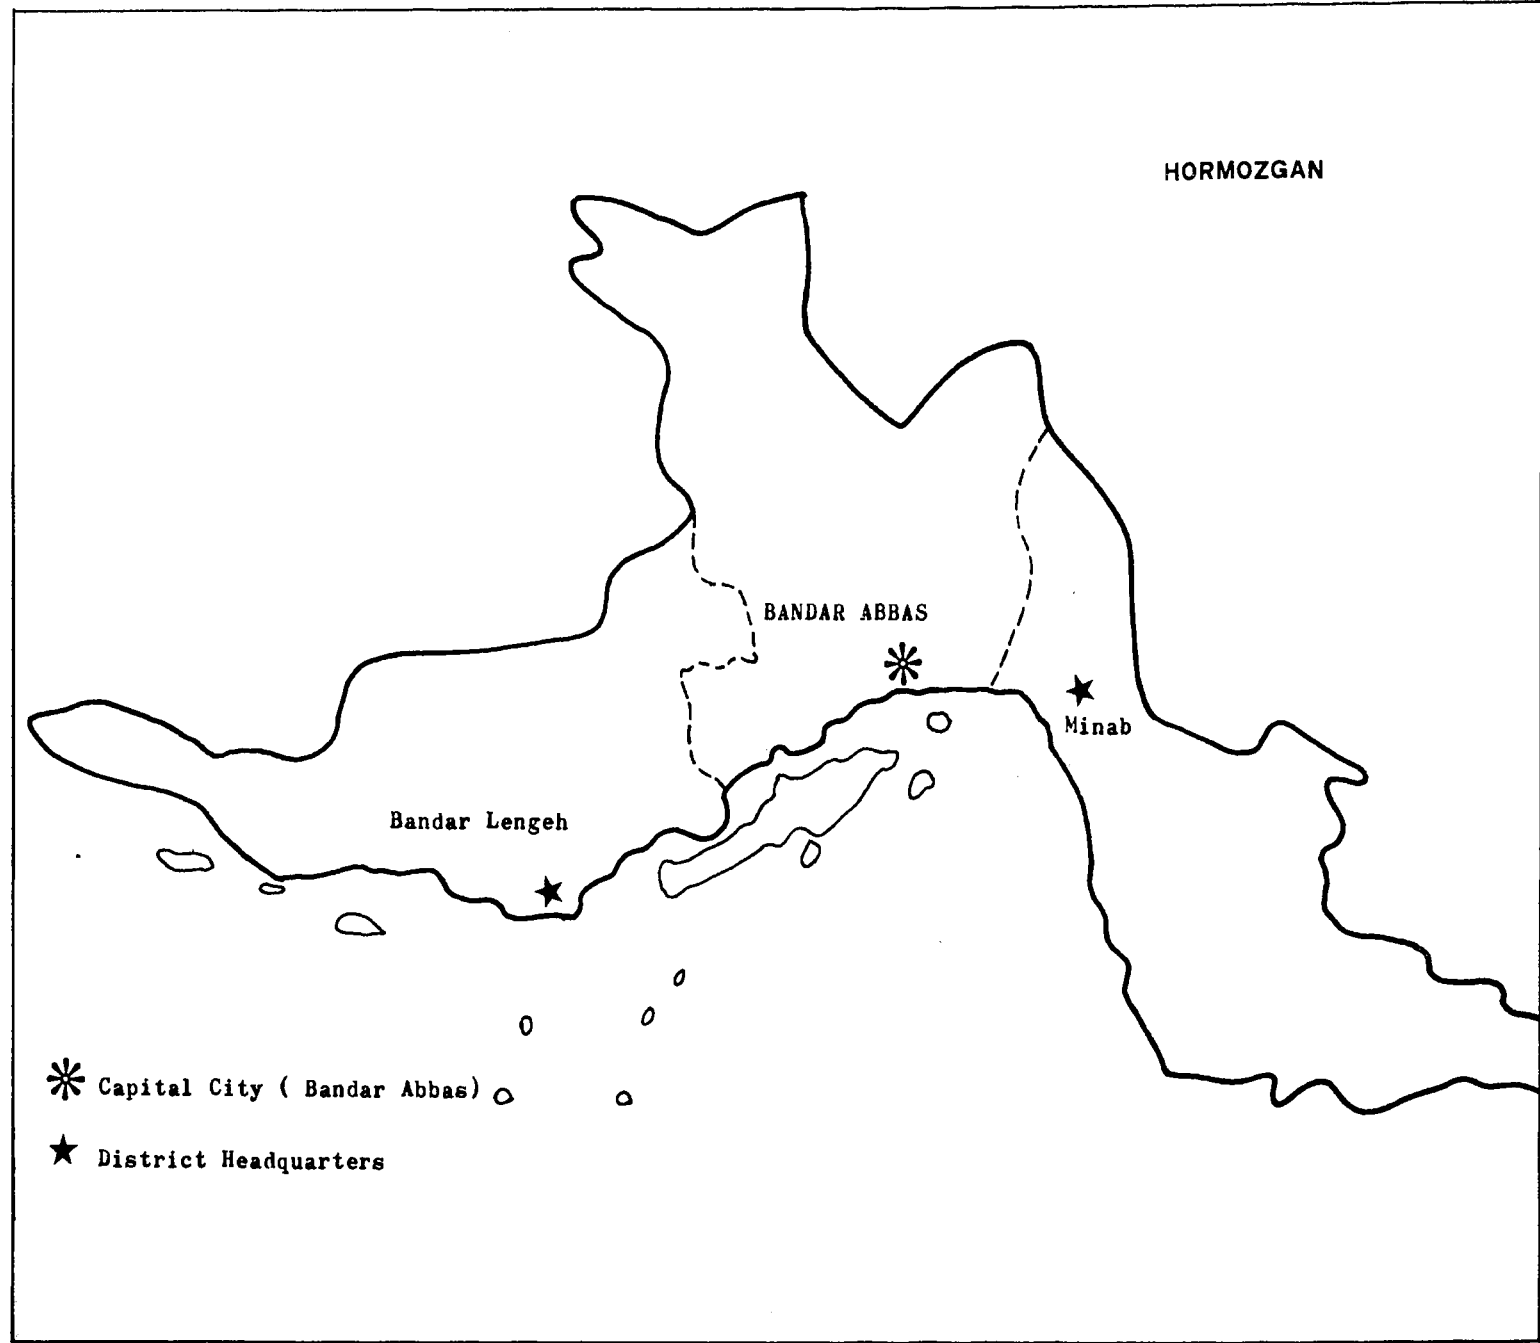 HORMOZGAN
BANDAR ABBAS
Minab
Bandar Lengeh
Capital City ( Bandar Abbas)
District Headquarters